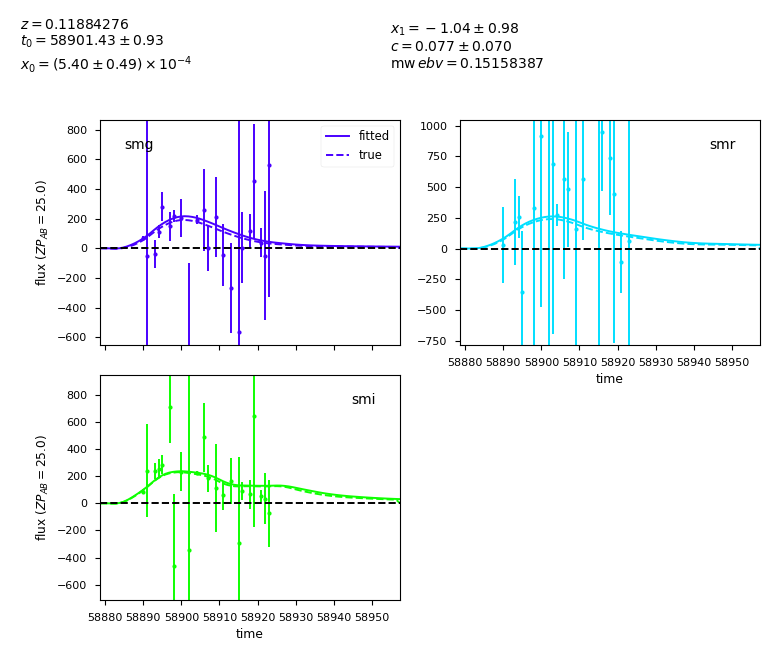 z = 0.11884276
t₀ = 58901.43 ± 0.93
x₀ = (5.40 ± 0.49) × 10⁻⁴
x₁ = −1.04 ± 0.98
c = 0.077 ± 0.070
mw ebv = 0.15158387
800
600
400
200
0
−200
−400
−600
flux (ZP_AB = 25.0)
smg
fitted
true
1000
750
500
250
0
−250
−500
−750
smr
58880 58890 58900 58910 58920 58930 58940 58950
time
800
600
400
200
0
−200
−400
−600
flux (ZP_AB = 25.0)
smi
58880 58890 58900 58910 58920 58930 58940 58950
time